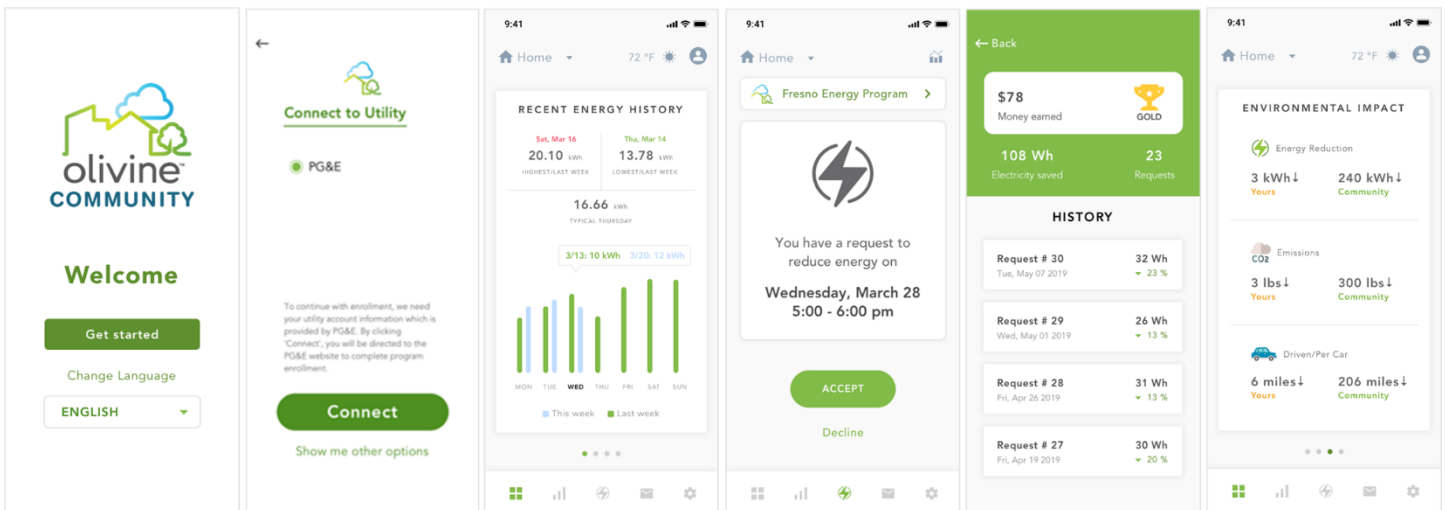 olivine™
COMMUNITY
Welcome
Get started
Change Language
ENGLISH
Connect to Utility
PG&E
To continue with enrollment, we need
your utility account information which is
provided by PG&E. By clicking
'Connect', you will be directed to the
PG&E website to complete program
enrollment.
Connect
Show me other options
9:41
Home
72 °F
RECENT ENERGY HISTORY
Sat, Mar 16
20.10 kWh
HIGHEST/LAST WEEK
Thu, Mar 14
13.78 kWh
LOWEST/LAST WEEK
16.66 kWh
TYPICAL THURSDAY
3/13: 10 kWh 3/20: 12 kWh
MON TUE WED THU FRI SAT SUN
This week Last week
9:41
Home
Fresno Energy Program
You have a request to
reduce energy on
Wednesday, March 28
5:00 - 6:00 pm
ACCEPT
Decline
Back
$78
Money earned
GOLD
108 Wh
Electricity saved
23
Requests
HISTORY
Request # 30 32 Wh
Tue, May 07 2019 23 %
Request # 29 26 Wh
Wed, May 01 2019 13 %
Request # 28 31 Wh
Fri, Apr 26 2019 13 %
Request # 27 30 Wh
Fri, Apr 19 2019 20 %
9:41
Home
72 °F
ENVIRONMENTAL IMPACT
Energy Reduction
3 kWh↓ 240 kWh↓
Yours Community
CO2 Emissions
3 lbs↓ 300 lbs↓
Yours Community
Driven/Per Car
6 miles↓ 206 miles↓
Yours Community